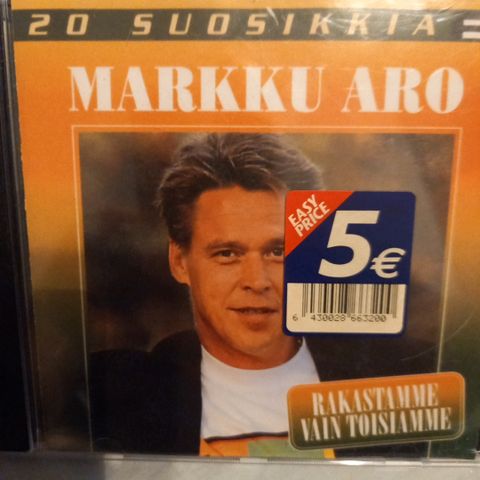 20 SUOSIKKIA
MARKKU ARO
EASY
PRICE
5€
6 430028 663200
RAKASTAMME
VAIN TOISIAMME